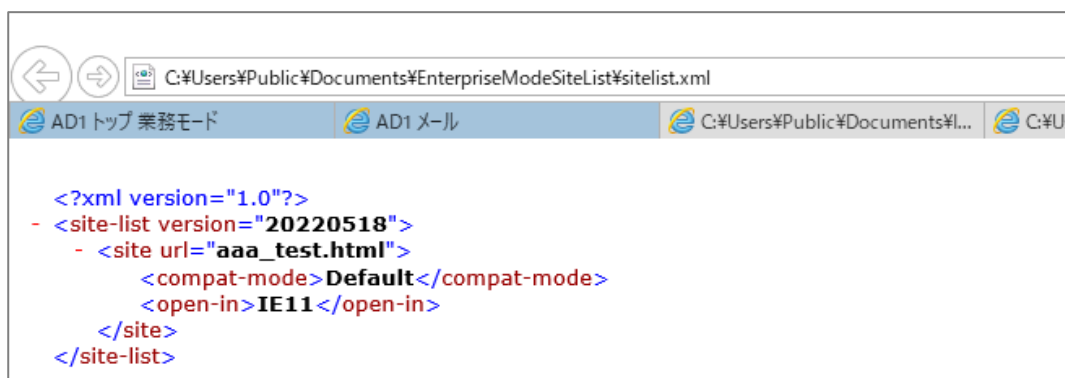 C:¥Users¥Public¥Documents¥EnterpriseModeSiteList¥sitelist.xml
AD1 トップ 業務モード AD1 メール C:¥Users¥Public¥Documents¥I... C:¥U
<?xml version="1.0"?>
- <site-list version="20220518">
- <site url="aaa_test.html">
<compat-mode>Default</compat-mode>
<open-in>IE11</open-in>
</site>
</site-list>